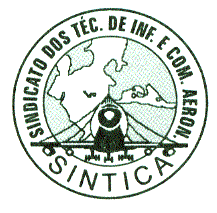 SINDICATO DOS TÉC. DE INF. E COM. AERON.
SINTICA